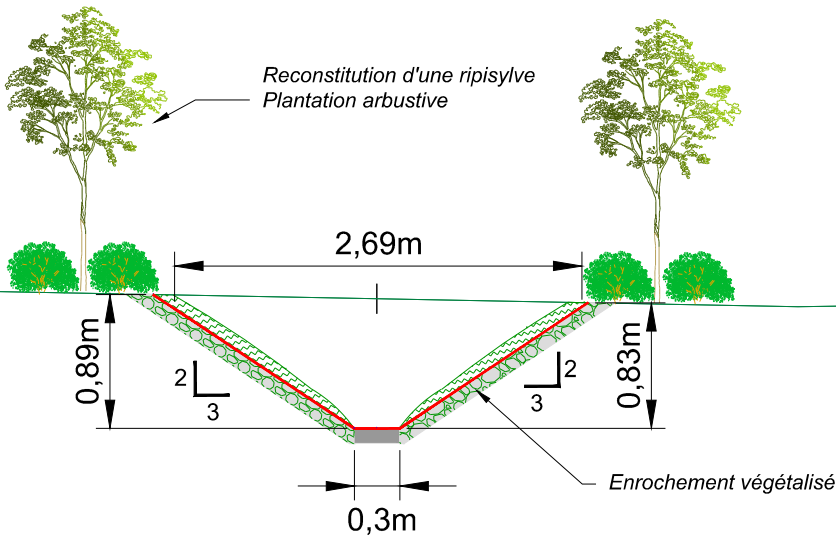 Reconstitution d'une ripisylve
Plantation arbustive
2,69m
0,89m
2
3
2
3
0,83m
Enrochement végétalisé
0,3m